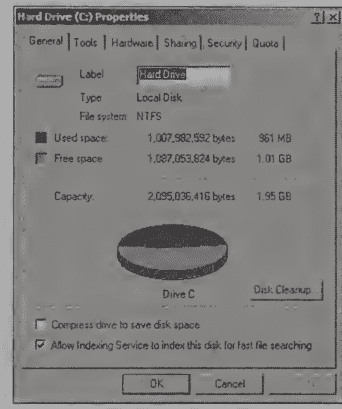 Hard Drive (C:) Properties ? ×
General Tools Hardware Sharing Security Quota
Label Hard Drive
Type Local Disk
File system NTFS
Used space: 1,007,982,592 bytes 961 MB
Free space 1,087,053,824 bytes 1.01 GB
Capacity: 2,095,036,416 bytes 1.95 GB
Drive C
Disk Cleanup...
Compress drive to save disk space
Allow Indexing Service to index this disk for fast file searching
OK Cancel